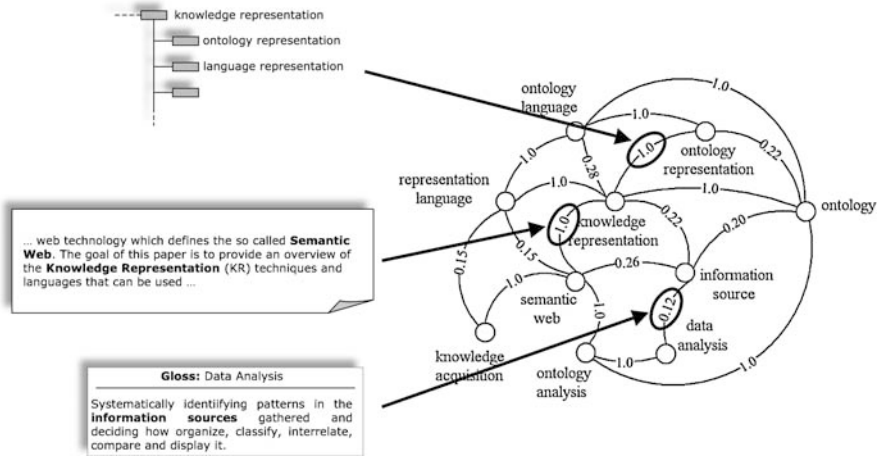 knowledge representation
ontology representation
language representation
... web technology which defines the so called Semantic
Web. The goal of this paper is to provide an overview of
the Knowledge Representation (KR) techniques and
languages that can be used ...
Gloss: Data Analysis
Systematically identiifying patterns in the
information sources gathered and
deciding how organize, classify, interrelate,
compare and display it.
1.0
ontology
language
1.0
1.0
ontology
representation
0.22
1.0
0.28
representation
language
1.0
1.0
ontology
1.0
knowledge
representation
0.22
0.20
0.15
0.15
0.26
information
source
1.0
semantic
web
1.0
0.12
data
analysis
knowledge
acquisition
ontology
analysis
1.0
1.0